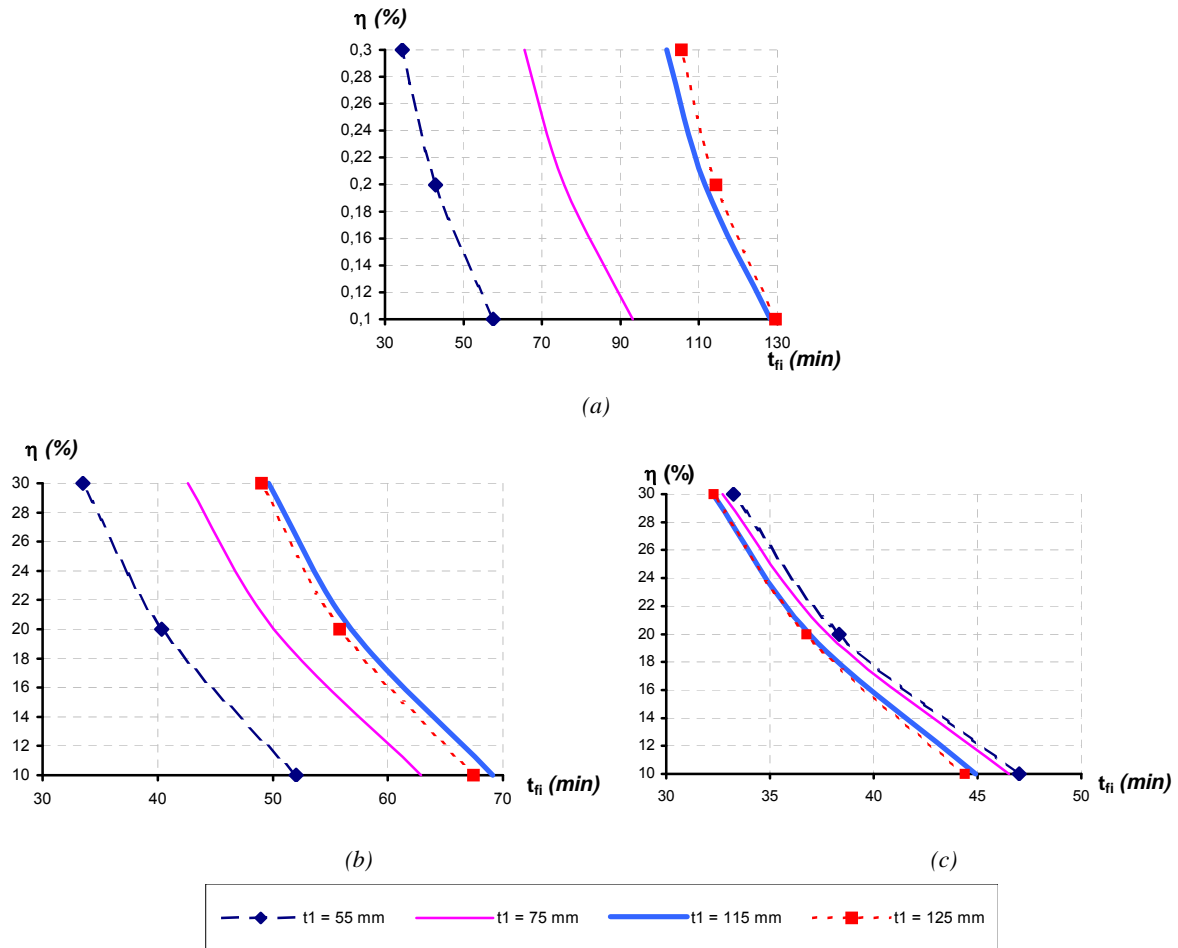 η (%)
0,3
0,28
0,26
0,24
0,22
0,2
0,18
0,16
0,14
0,12
0,1
30 50 70 90 110 130
tfi (min)
(a)
η (%)
30
28
26
24
22
20
18
16
14
12
10
30 40 50 60 70
tfi (min)
(b)
η (%)
30
28
26
24
22
20
18
16
14
12
10
30 35 40 45 50
tfi (min)
(c)
t1 = 55 mm t1 = 75 mm t1 = 115 mm t1 = 125 mm